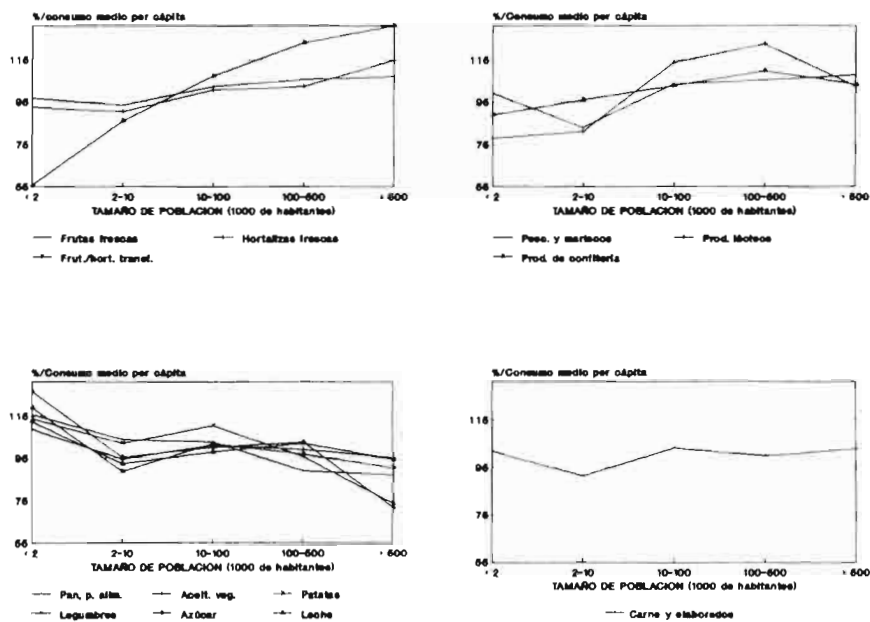 %/consumo medio per cápita
116
96
76
56
< 2
2-10
10-100
100-500
> 500
TAMAÑO DE POBLACION (1000 de habitantes)
Frutas frescas
Hortalizas frescas
Frut./hort. transf.
%/Consumo medio per cápita
116
96
76
56
< 2
2-10
10-100
100-500
> 500
TAMAÑO DE POBLACION (1000 de habitantes)
Pesc. y mariscos
Prod. lácteos
Prod. de confitería
%/Consumo medio per cápita
116
96
76
56
< 2
2-10
10-100
100-500
> 500
TAMAÑO DE POBLACION (1000 de habitantes)
Pan, p. alim.
Aceit. veg.
Patatas
Legumbres
Azúcar
Leche
%/Consumo medio per cápita
116
96
76
56
< 2
2-10
10-100
100-500
> 500
TAMAÑO DE POBLACION (1000 de habitantes)
Carne y elaborados